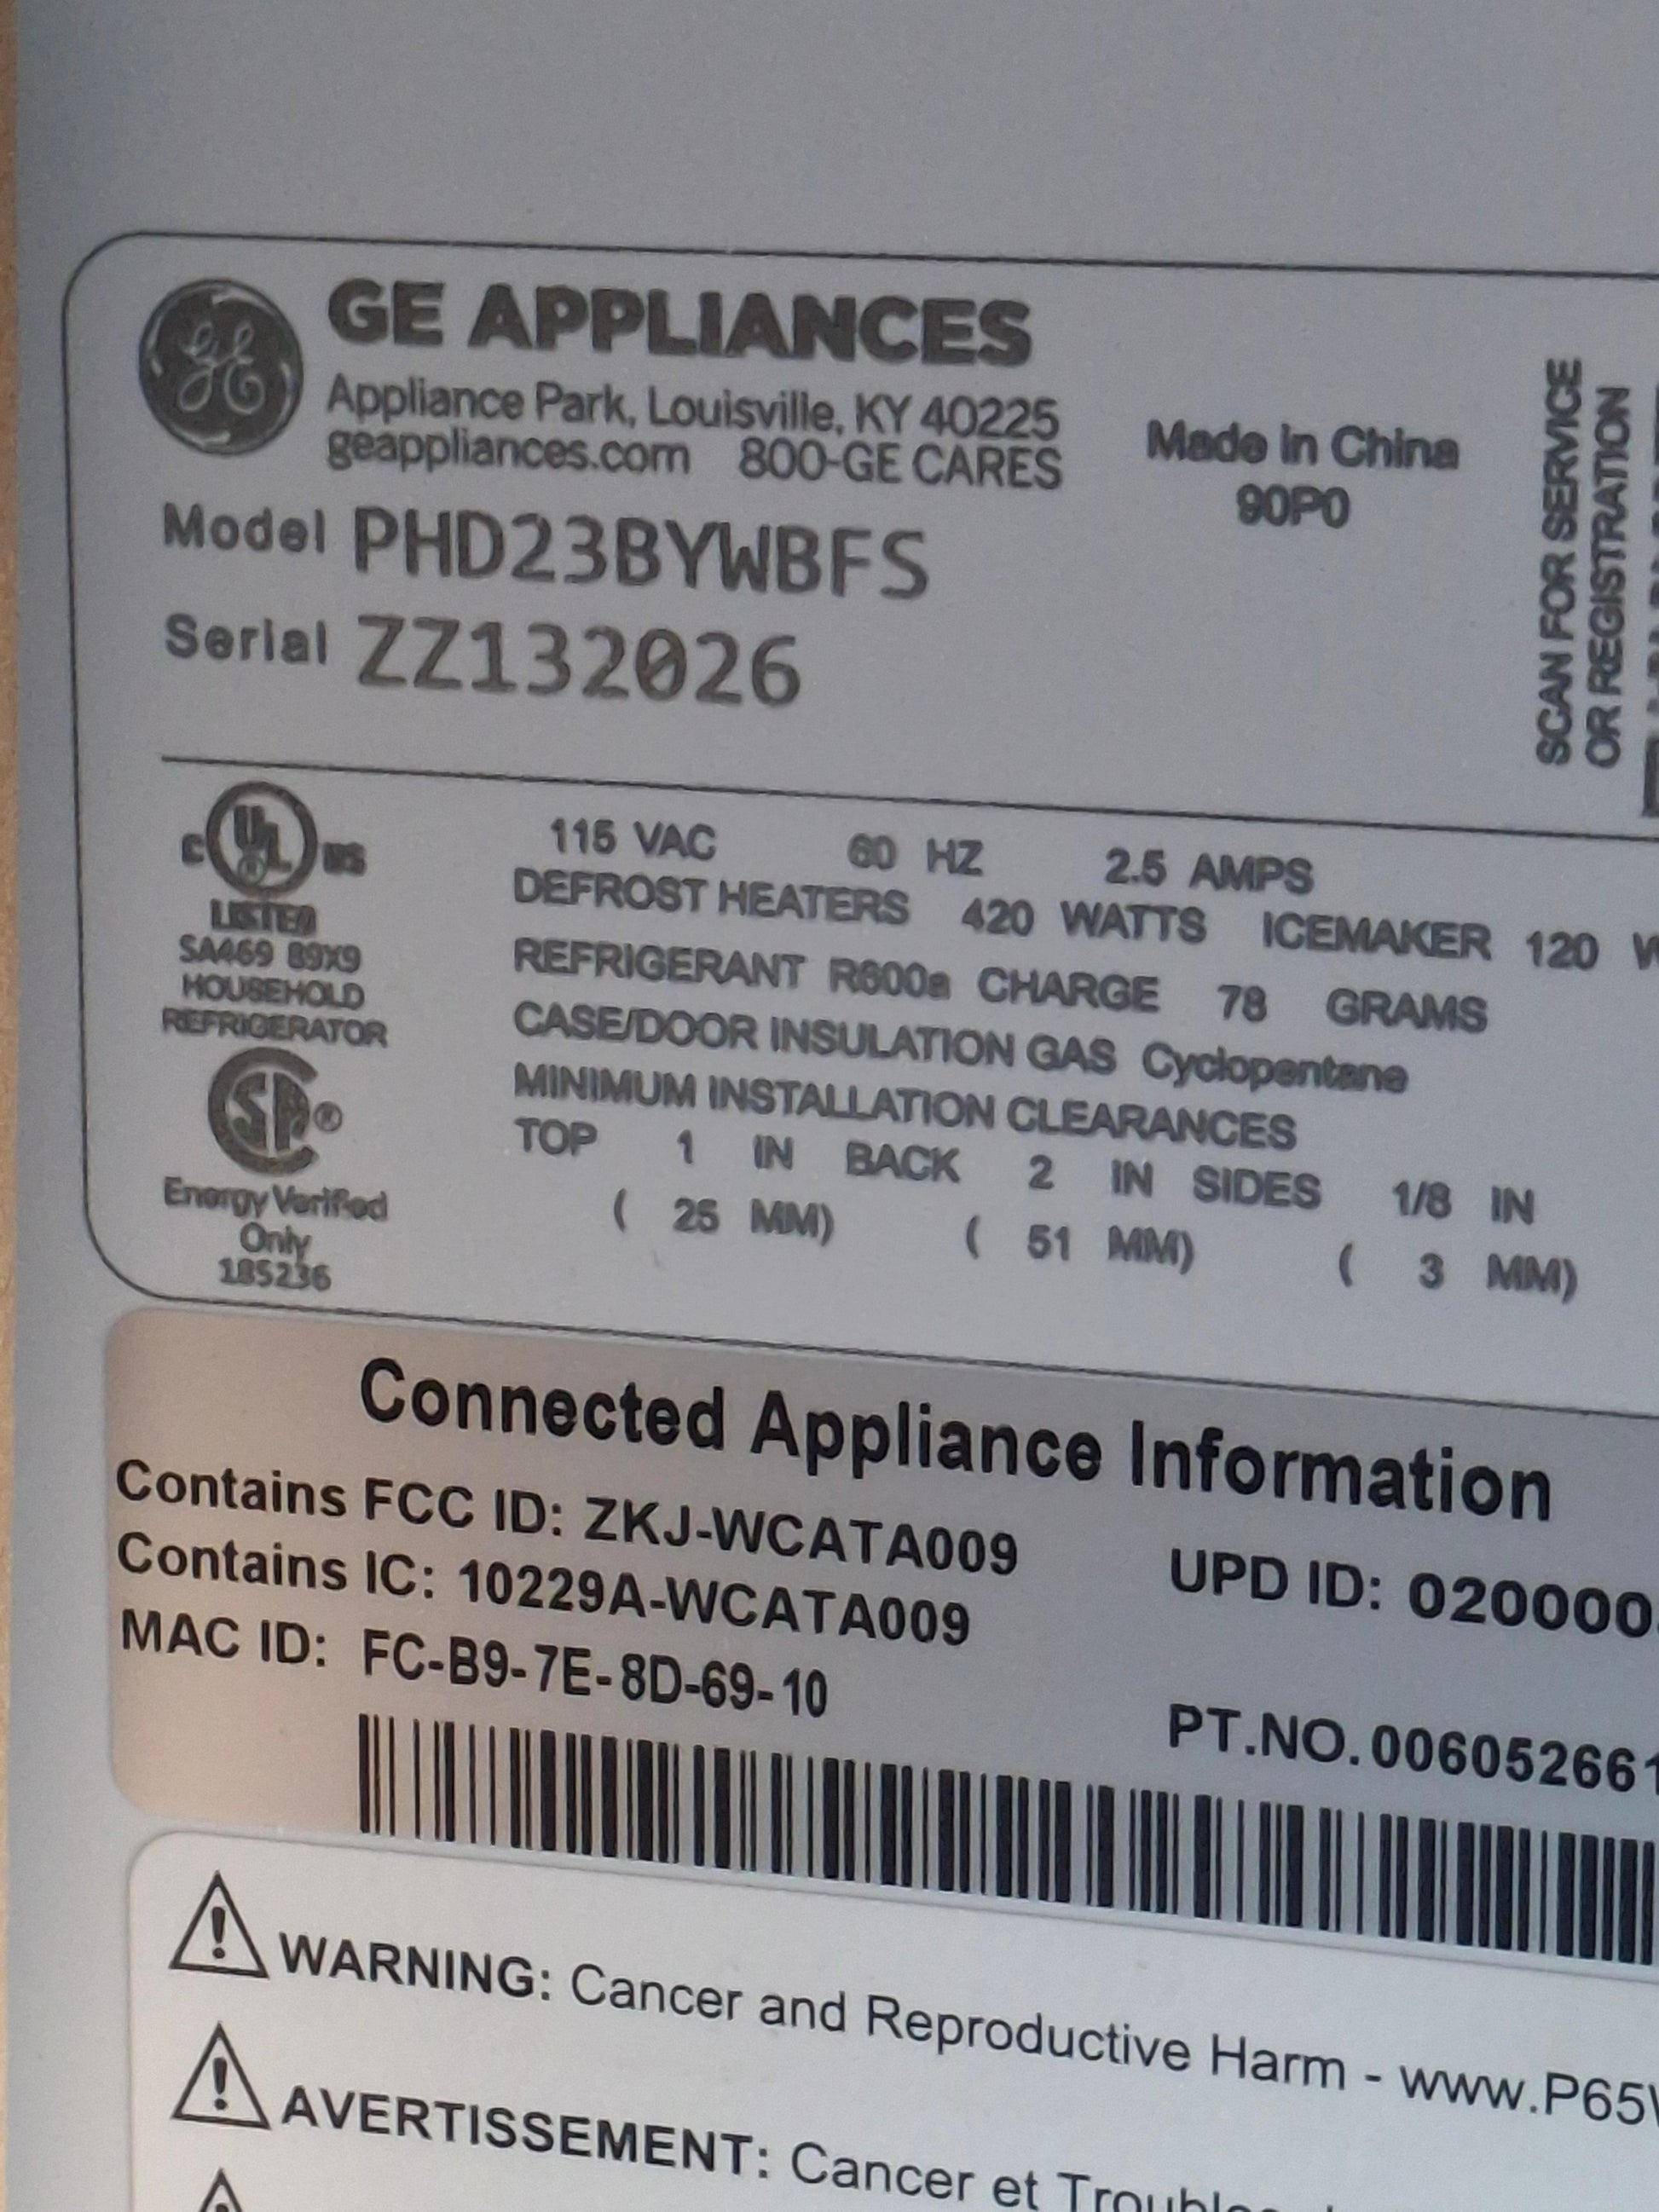 GE APPLIANCES
Appliance Park, Louisville, KY 40225
geappliances.com 800-GE CARES
Made in China
90P0
SCAN FOR SERVICE
OR REGISTRATION
Model PHD23BYWBFS
Serial ZZ132026
C UL US
LISTED
SA469 89X9
HOUSEHOLD
REFRIGERATOR
SA®
Energy Verified
Only
185236
115 VAC 60 HZ 2.5 AMPS
DEFROST HEATERS 420 WATTS ICEMAKER 120 W
REFRIGERANT R600a CHARGE 78 GRAMS
CASE/DOOR INSULATION GAS Cyclopentane
MINIMUM INSTALLATION CLEARANCES
TOP 1 IN BACK 2 IN SIDES 1/8 IN
( 25 MM) ( 51 MM) ( 3 MM)
Connected Appliance Information
Contains FCC ID: ZKJ-WCATA009
Contains IC: 10229A-WCATA009
UPD ID: 020000
MAC ID: FC-B9-7E-8D-69-10
PT.NO. 006052661
WARNING: Cancer and Reproductive Harm - www.P65
AVERTISSEMENT: Cancer et Troubles